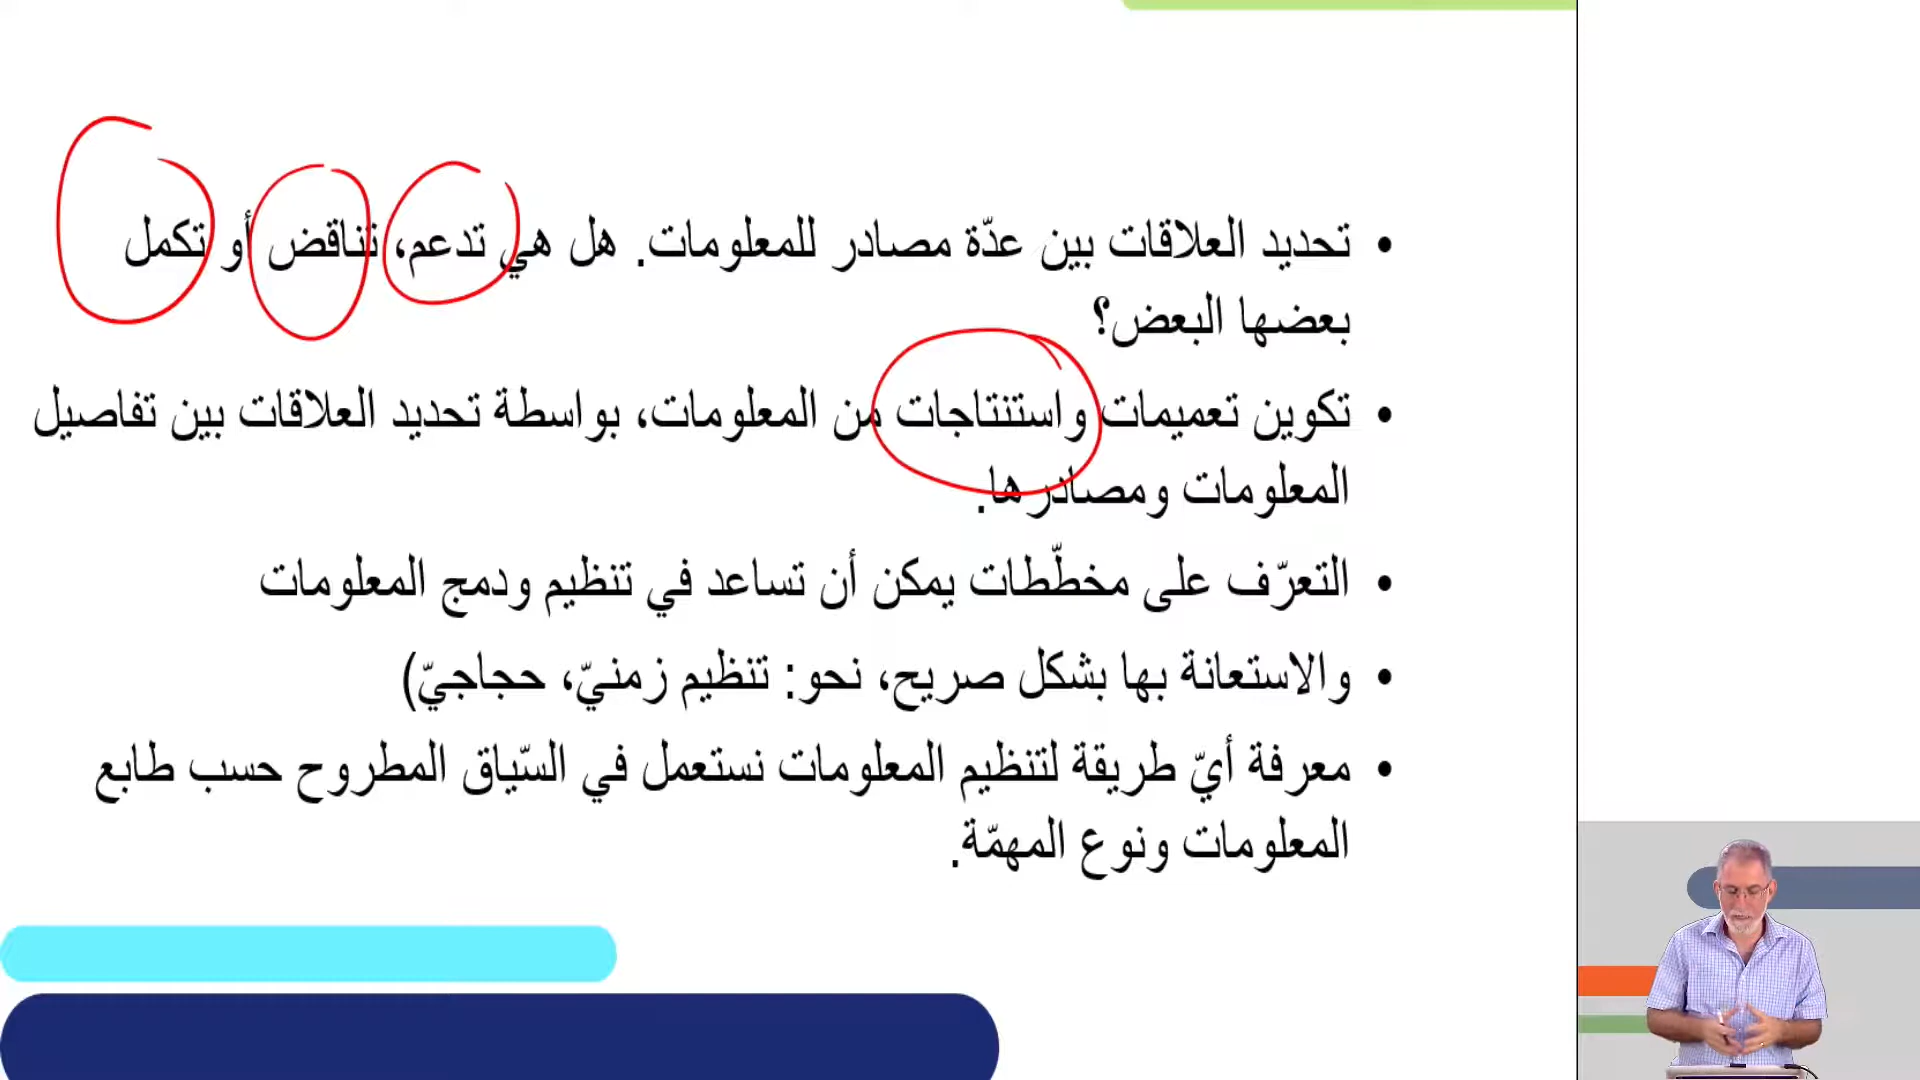 • تحديد العلاقات بين عدّة مصادر للمعلومات. هل هي تدعم، تناقض أو تكمل
بعضها البعض؟
• تكوين تعميمات واستنتاجات من المعلومات، بواسطة تحديد العلاقات بين تفاصيل
المعلومات ومصادرها.
• التعرّف على مخطّطات يمكن أن تساعد في تنظيم ودمج المعلومات
• والاستعانة بها بشكل صريح، نحو: تنظيم زمنيّ، حجاجيّ)
• معرفة أيّ طريقة لتنظيم المعلومات نستعمل في السّياق المطروح حسب طابع
المعلومات ونوع المهمّة.